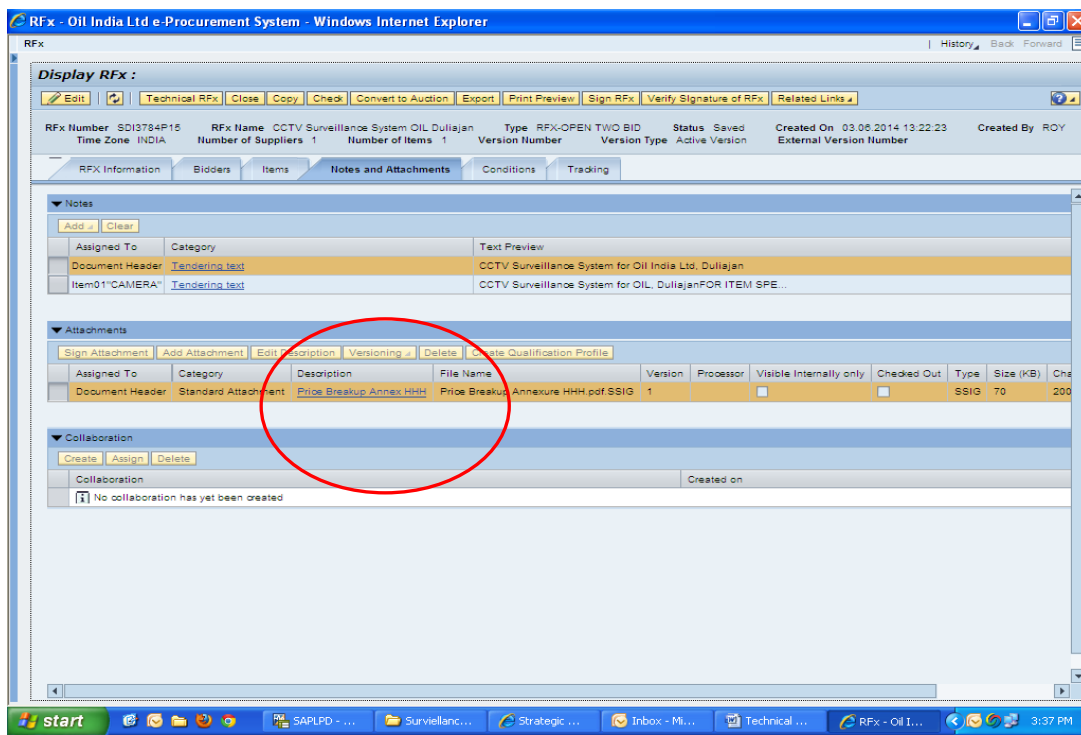 RFx - Oil India Ltd e-Procurement System - Windows Internet Explorer
RFx | History Back Forward
Display RFx :
Edit | Technical RFx Close Copy Check Convert to Auction Export Print Preview Sign RFx Verify Signature of RFx Related Links
RFx Number SDI3784P15 RFx Name CCTV Surveillance System OIL Duliajan Type RFX-OPEN TWO BID Status Saved Created On 03.06.2014 13:22:23 Created By ROY
Time Zone INDIA Number of Suppliers 1 Number of Items 1 Version Number Version Type Active Version External Version Number
RFX Information Bidders Items Notes and Attachments Conditions Tracking
Notes
Add Clear
Assigned To Category Text Preview
Document Header Tendering text CCTV Surveillance System for Oil India Ltd, Duliajan
Item01"CAMERA" Tendering text CCTV Surveillance System for OIL, DuliajanFOR ITEM SPE...
Attachments
Sign Attachment Add Attachment Edit Description Versioning Delete Create Qualification Profile
Assigned To Category Description File Name Version Processor Visible Internally only Checked Out Type Size (KB) Cha
Document Header Standard Attachment Price Breakup Annex HHH Price Breakup Annexure HHH.pdf.SSIG 1 SSIG 70 200
Collaboration
Create Assign Delete
Collaboration Created on
No collaboration has yet been created
start SAPLPD - ... Surviellanc... Strategic ... Inbox - Mi... Technical ... RFx - Oil I... 3:37 PM